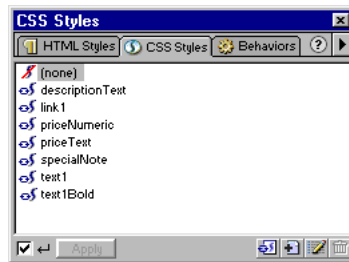 CSS Styles
HTML Styles CSS Styles Behaviors ?
(none)
descriptionText
link1
priceNumeric
priceText
specialNote
text1
text1Bold
Apply